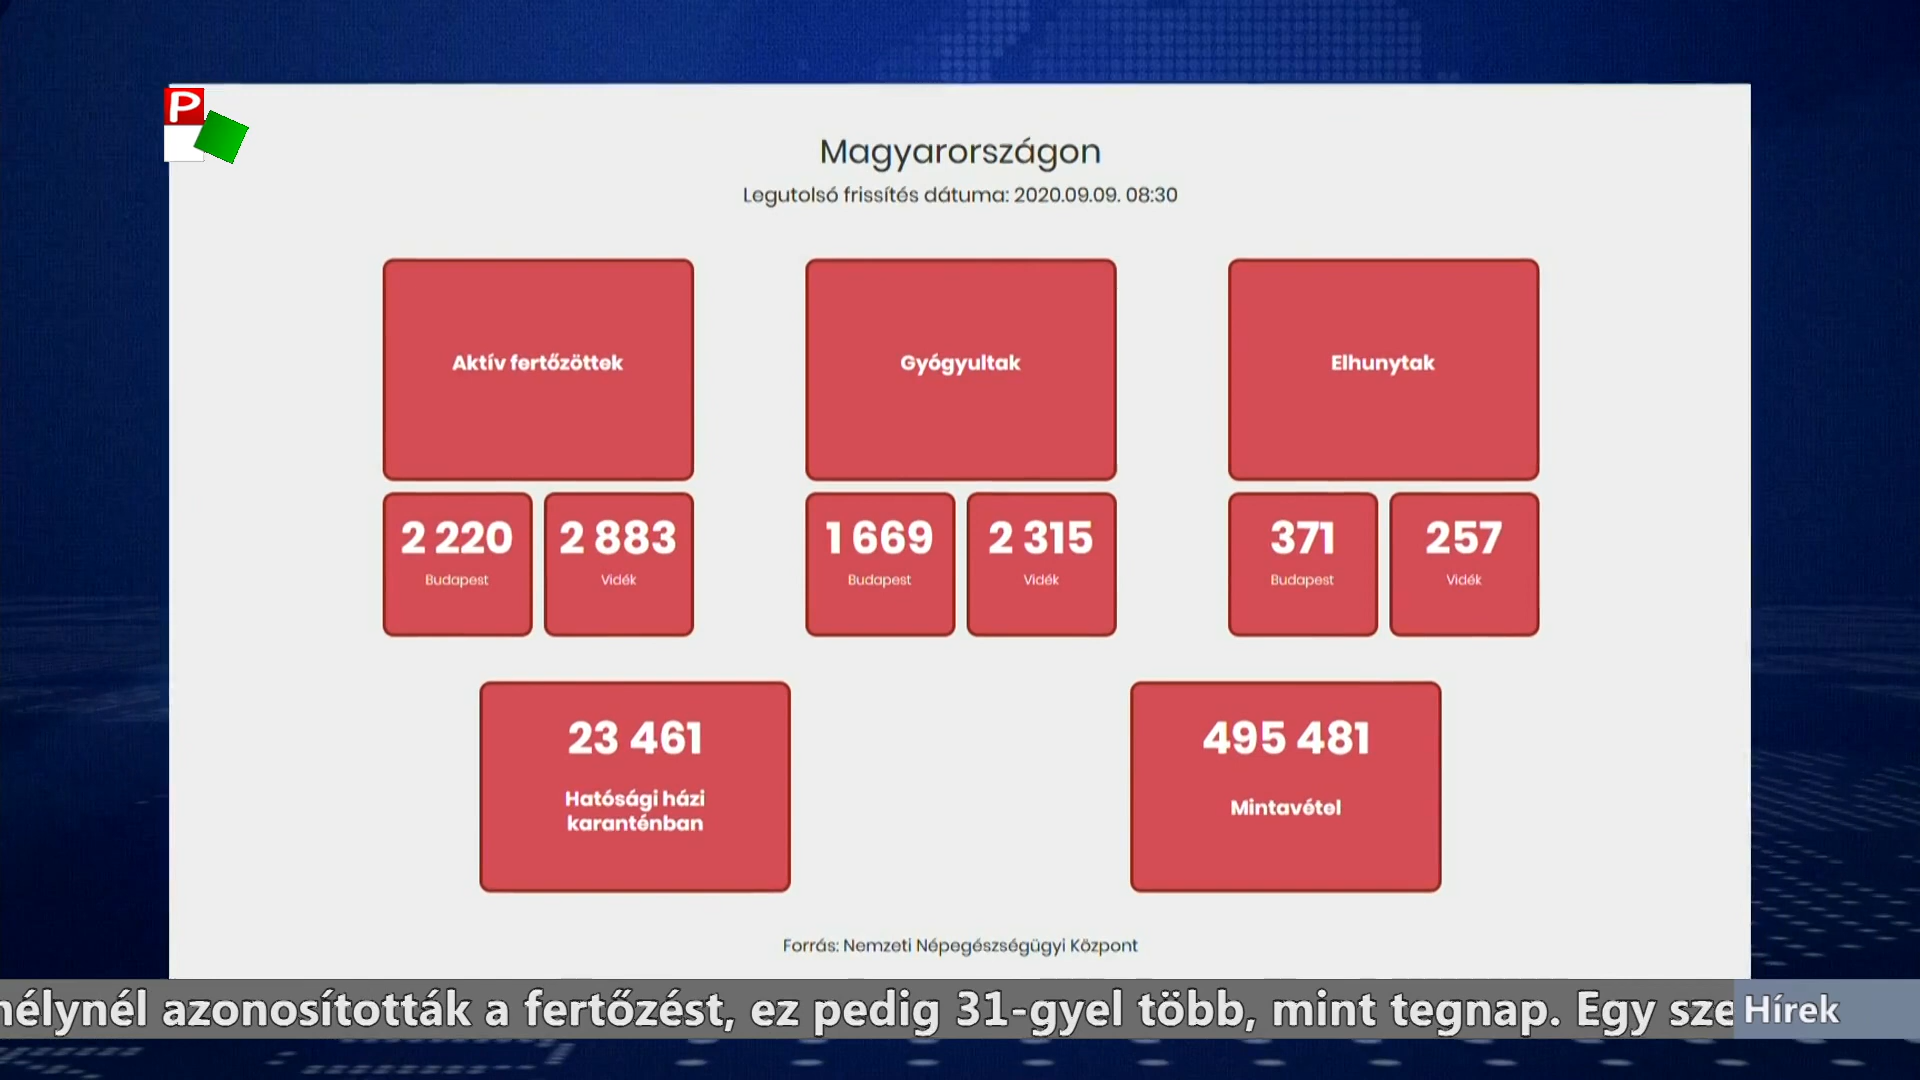 P
Magyarországon
Legutolsó frissítés dátuma: 2020.09.09. 08:30
Aktív fertőzöttek
Gyógyultak
Elhunytak
2 220
2 883
1 669
2 315
371
257
Budapest
Vidék
Budapest
Vidék
Budapest
Vidék
23 461
495 481
Hatósági házi
karanténban
Mintavétel
Forrás: Nemzeti Népegészségügyi Központ
azonosították a fertőzést, ez pedig 31-gyel több, mint tegnap. Egy
Hírek